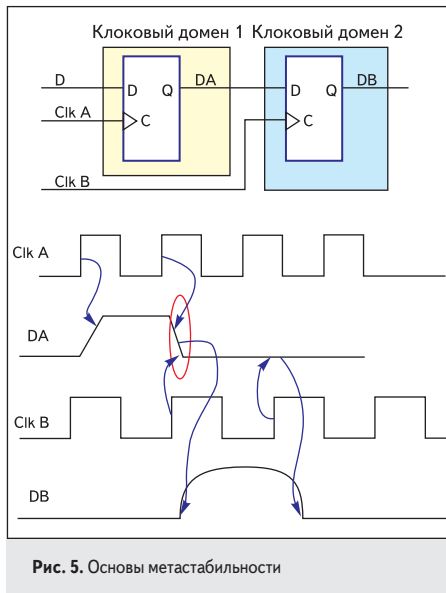 Клоковый домен 1 Клоковый домен 2
D DA DB
D Q D Q
Clk A
C C
Clk B
Clk A
DA
Clk B
DB
Рис. 5. Основы метастабильности